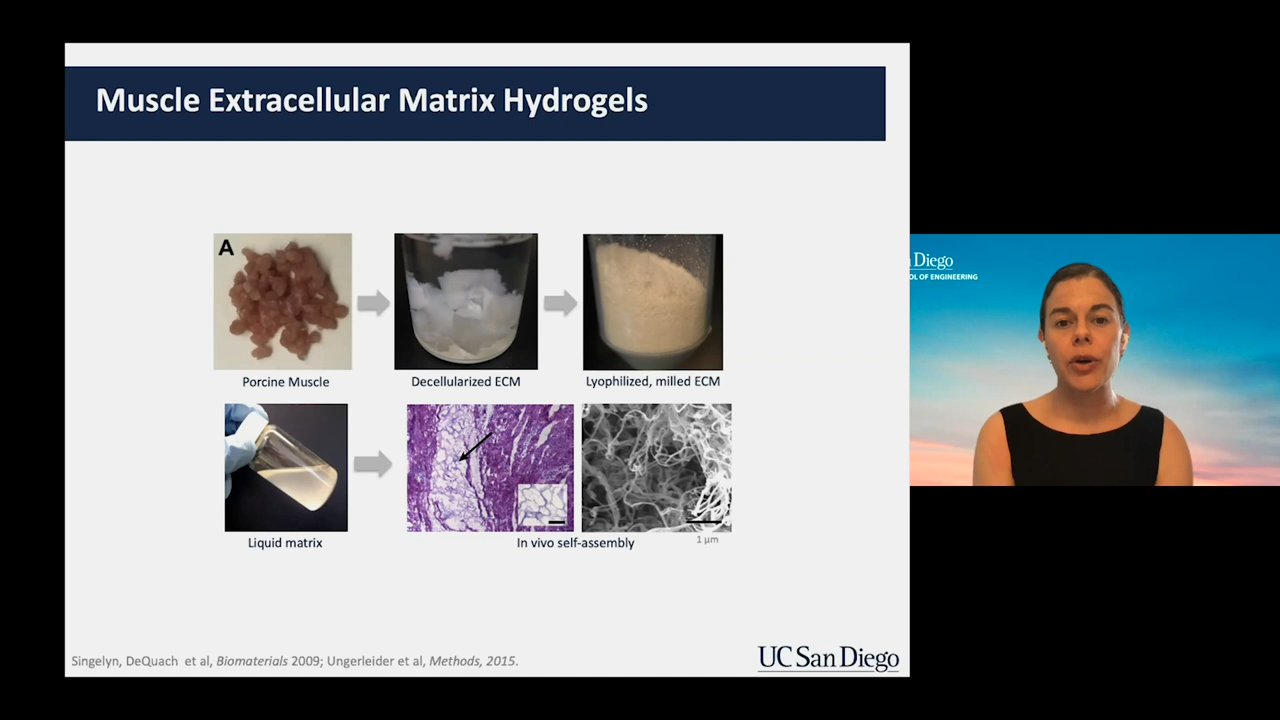 Muscle Extracellular Matrix Hydrogels
A
Porcine Muscle
Decellularized ECM
Lyophilized, milled ECM
Liquid matrix
In vivo self-assembly
1 µm
Singelyn, DeQuach et al, Biomaterials 2009; Ungerleider et al, Methods, 2015.
UC San Diego
Diego
OL OF ENGINEERING